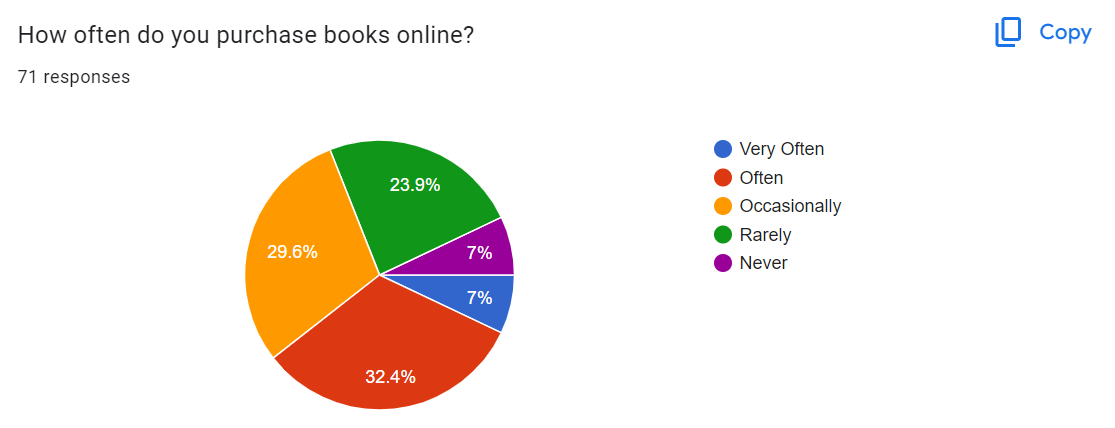 How often do you purchase books online?
Copy
71 responses
23.9%
29.6%
7%
7%
32.4%
Very Often
Often
Occasionally
Rarely
Never